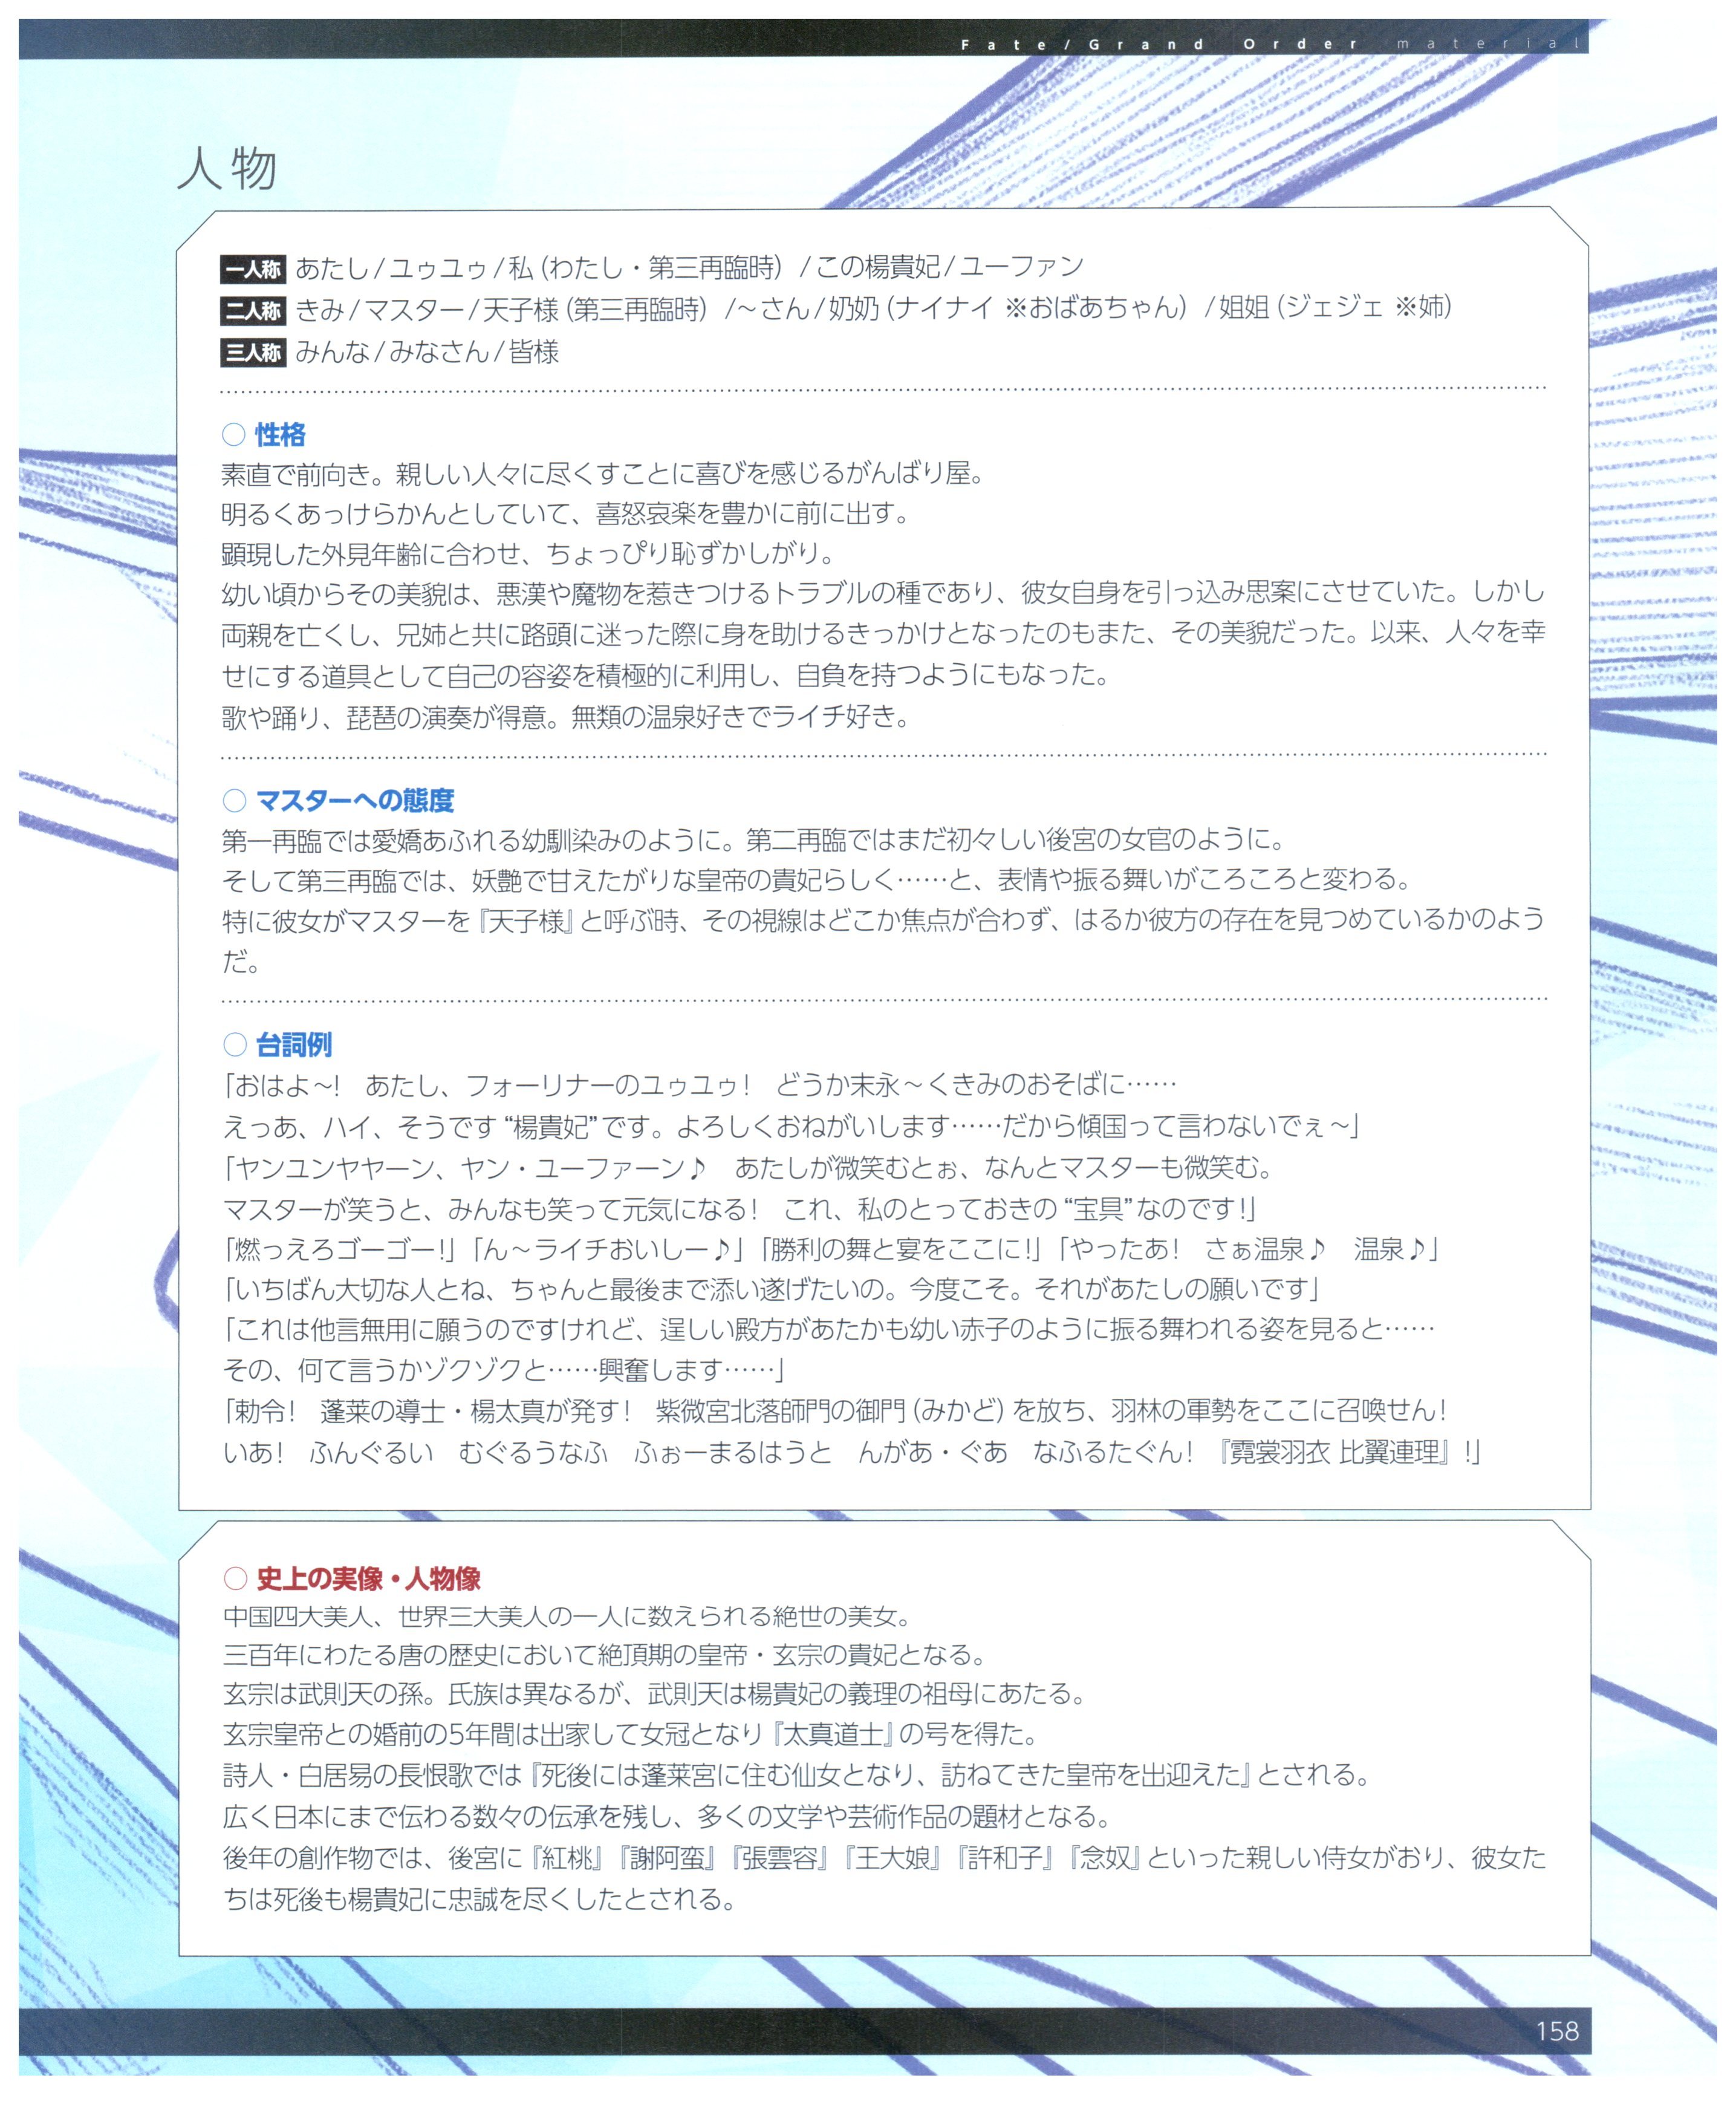 Fate/Grand Order material
人物
一人称 あたし/ユゥユゥ/私(わたし・第三再臨時)/この楊貴妃/ユーファン
二人称 きみ/マスター/天子様(第三再臨時)/～さん/奶奶(ナイナイ ※おばあちゃん)/姐姐(ジェジェ ※姉)
三人称 みんな/みなさん/皆様
○ 性格
素直で前向き。親しい人々に尽くすことに喜びを感じるがんばり屋。
明るくあっけらかんとしていて、喜怒哀楽を豊かに前に出す。
顕現した外見年齢に合わせ、ちょっぴり恥ずかしがり。
幼い頃からその美貌は、悪漢や魔物を惹きつけるトラブルの種であり、彼女自身を引っ込み思案にさせていた。しかし
両親を亡くし、兄姉と共に路頭に迷った際に身を助けるきっかけとなったのもまた、その美貌だった。以来、人々を幸
せにする道具として自己の容姿を積極的に利用し、自負を持つようにもなった。
歌や踊り、琵琶の演奏が得意。無類の温泉好きでライチ好き。
○ マスターへの態度
第一再臨では愛嬌あふれる幼馴染みのように。第二再臨ではまだ初々しい後宮の女官のように。
そして第三再臨では、妖艶で甘えたがりな皇帝の貴妃らしく……と、表情や振る舞いがころころと変わる。
特に彼女がマスターを『天子様』と呼ぶ時、その視線はどこか焦点が合わず、はるか彼方の存在を見つめているかのよう
だ。
○ 台詞例
「おはよ～!　あたし、フォーリナーのユゥユゥ!　どうか末永～くきみのおそばに……
えっあ、ハイ、そうです“楊貴妃”です。よろしくおねがいします……だから傾国って言わないでぇ～」
「ヤンユンヤヤーン、ヤン・ユーファーン♪　あたしが微笑むとぉ、なんとマスターも微笑む。
マスターが笑うと、みんなも笑って元気になる!　これ、私のとっておきの“宝具”なのです!」
「燃っえろゴーゴー!」「ん～ライチおいしー♪」「勝利の舞と宴をここに!」「やったあ!　さぁ温泉♪　温泉♪」
「いちばん大切な人とね、ちゃんと最後まで添い遂げたいの。今度こそ。それがあたしの願いです」
「これは他言無用に願うのですけれど、逞しい殿方があたかも幼い赤子のように振る舞われる姿を見ると……
その、何て言うかゾクゾクと……興奮します……」
「勅令!　蓬莱の導士・楊太真が発す!　紫微宮北落師門の御門(みかど)を放ち、羽林の軍勢をここに召喚せん!
いあ!　ふんぐるい　むぐるうなふ　ふぉーまるはうと　んがあ・ぐあ　なふるたぐん!　『霓裳羽衣 比翼連理』!」
○ 史上の実像・人物像
中国四大美人、世界三大美人の一人に数えられる絶世の美女。
三百年にわたる唐の歴史において絶頂期の皇帝・玄宗の貴妃となる。
玄宗は武則天の孫。氏族は異なるが、武則天は楊貴妃の義理の祖母にあたる。
玄宗皇帝との婚前の5年間は出家して女冠となり『太真道士』の号を得た。
詩人・白居易の長恨歌では『死後には蓬莱宮に住む仙女となり、訪ねてきた皇帝を出迎えた』とされる。
広く日本にまで伝わる数々の伝承を残し、多くの文学や芸術作品の題材となる。
後年の創作物では、後宮に『紅桃』『謝阿蛮』『張雲容』『王大娘』『許和子』『念奴』といった親しい侍女がおり、彼女た
ちは死後も楊貴妃に忠誠を尽くしたとされる。
158